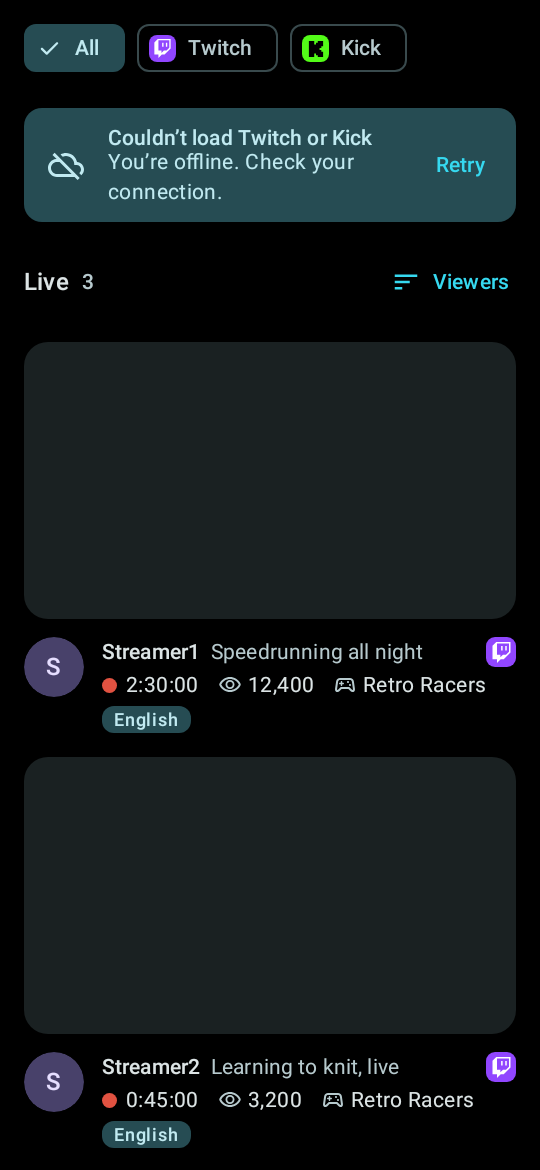 All
Twitch
Kick
Couldn’t load Twitch or Kick
You’re offline. Check your
connection.
Retry
Live 3
Viewers
S
Streamer1 Speedrunning all night
2:30:00 12,400 Retro Racers
English
S
Streamer2 Learning to knit, live
0:45:00 3,200 Retro Racers
English